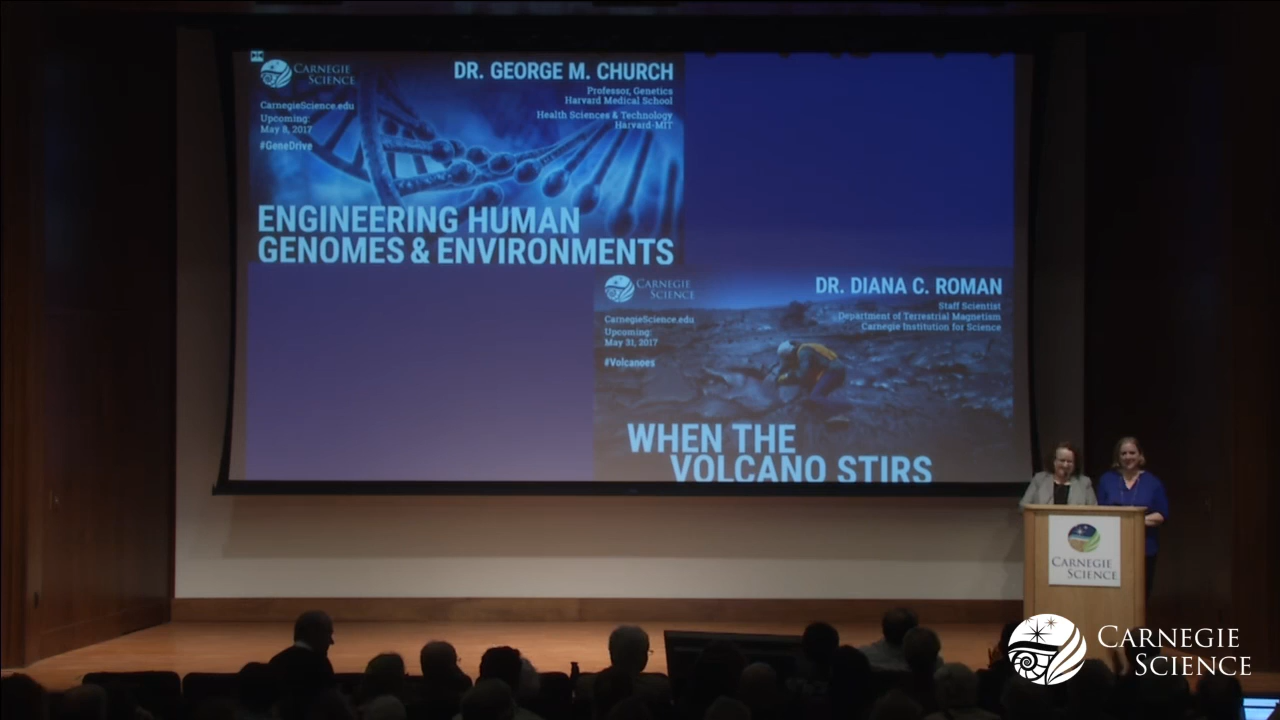 CARNEGIE
SCIENCE
CarnegieScience.edu
Upcoming:
May 8, 2017
#GeneDrive
DR. GEORGE M. CHURCH
Professor, Genetics
Harvard Medical School
Health Sciences & Technology
Harvard-MIT
ENGINEERING HUMAN
GENOMES & ENVIRONMENTS
CARNEGIE
SCIENCE
CarnegieScience.edu
Upcoming:
May 31, 2017
#Volcanoes
DR. DIANA C. ROMAN
Staff Scientist
Department of Terrestrial Magnetism
Carnegie Institution for Science
WHEN THE
VOLCANO STIRS
CARNEGIE
SCIENCE
CARNEGIE
SCIENCE